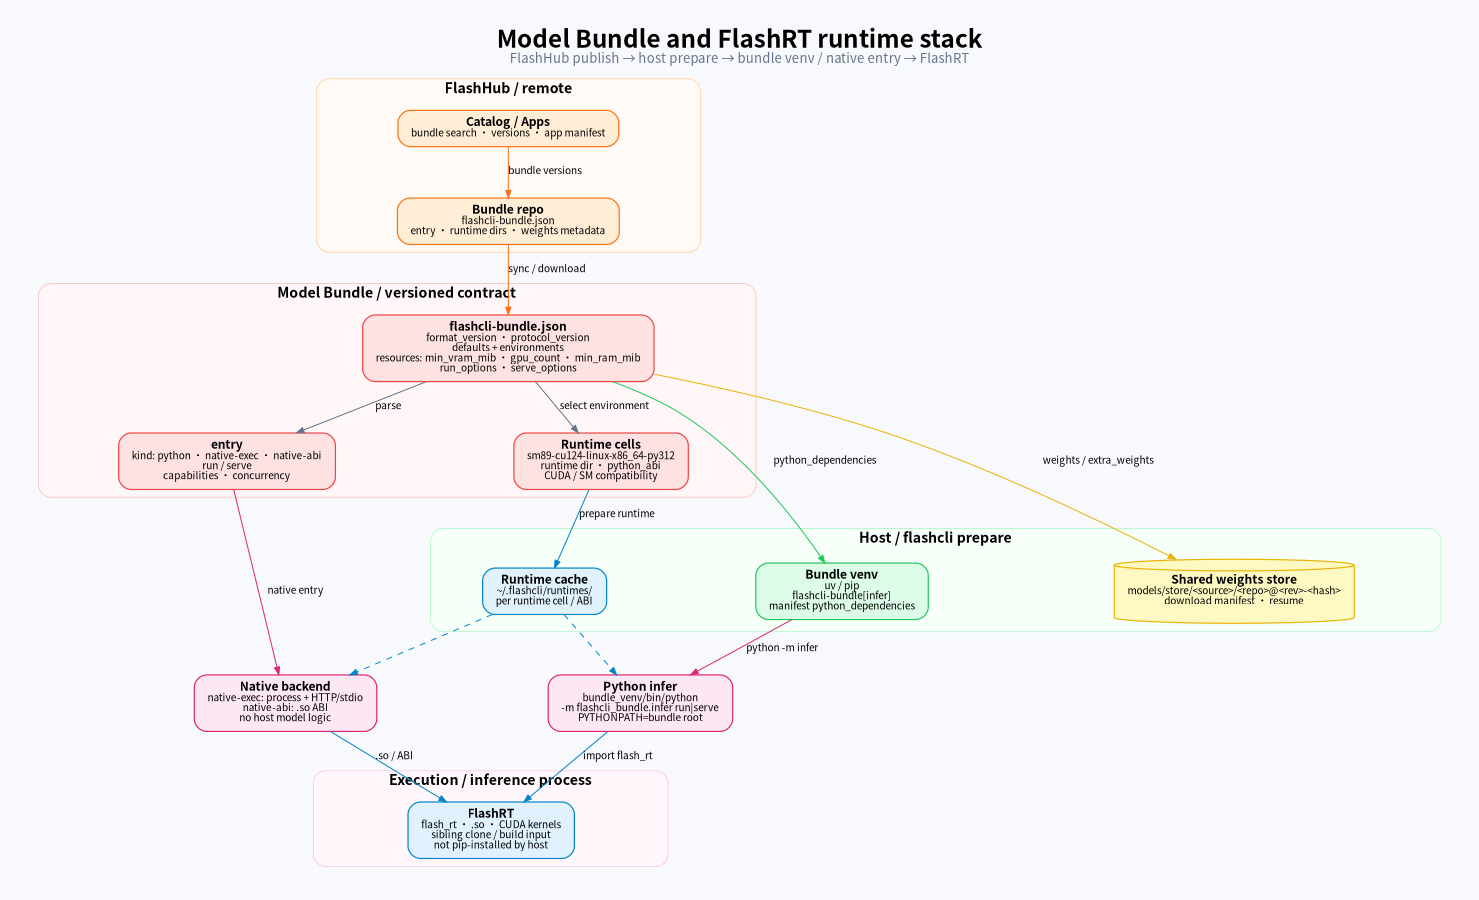 Model Bundle and FlashRT runtime stack
FlashHub publish → host prepare → bundle venv / native entry → FlashRT
FlashHub / remote
Catalog / Apps
bundle search • versions • app manifest
bundle versions
Bundle repo
flashcli-bundle.json
entry • runtime dirs • weights metadata
sync / download
Model Bundle / versioned contract
flashcli-bundle.json
format_version • protocol_version
defaults + environments
resources: min_vram_mib • gpu_count • min_ram_mib
run_options • serve_options
parse
select environment
entry
kind: python • native-exec • native-abi
run / serve
capabilities • concurrency
Runtime cells
sm89-cu124-linux-x86_64-py312
runtime dir • python_abi
CUDA / SM compatibility
python_dependencies
weights / extra_weights
prepare runtime
Host / flashcli prepare
Runtime cache
~/.flashcli/runtimes/
per runtime cell / ABI
Bundle venv
uv / pip
flashcli-bundle[infer]
manifest python_dependencies
Shared weights store
models/store/<source>/<repo>@<rev>-<hash>
download manifest • resume
native entry
python -m infer
Native backend
native-exec: process + HTTP/stdio
native-abi: .so ABI
no host model logic
Python infer
bundle_venv/bin/python
-m flashcli_bundle.infer run|serve
PYTHONPATH=bundle root
.so / ABI
import flash_rt
Execution / inference process
FlashRT
flash_rt • .so • CUDA kernels
sibling clone / build input
not pip-installed by host